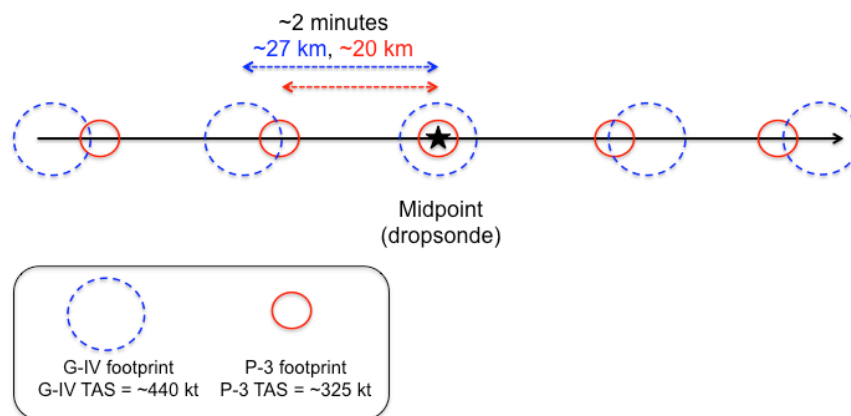 ~2 minutes
~27 km, ~20 km
Midpoint
(dropsonde)
G-IV footprint
G-IV TAS = ~440 kt
P-3 footprint
P-3 TAS = ~325 kt